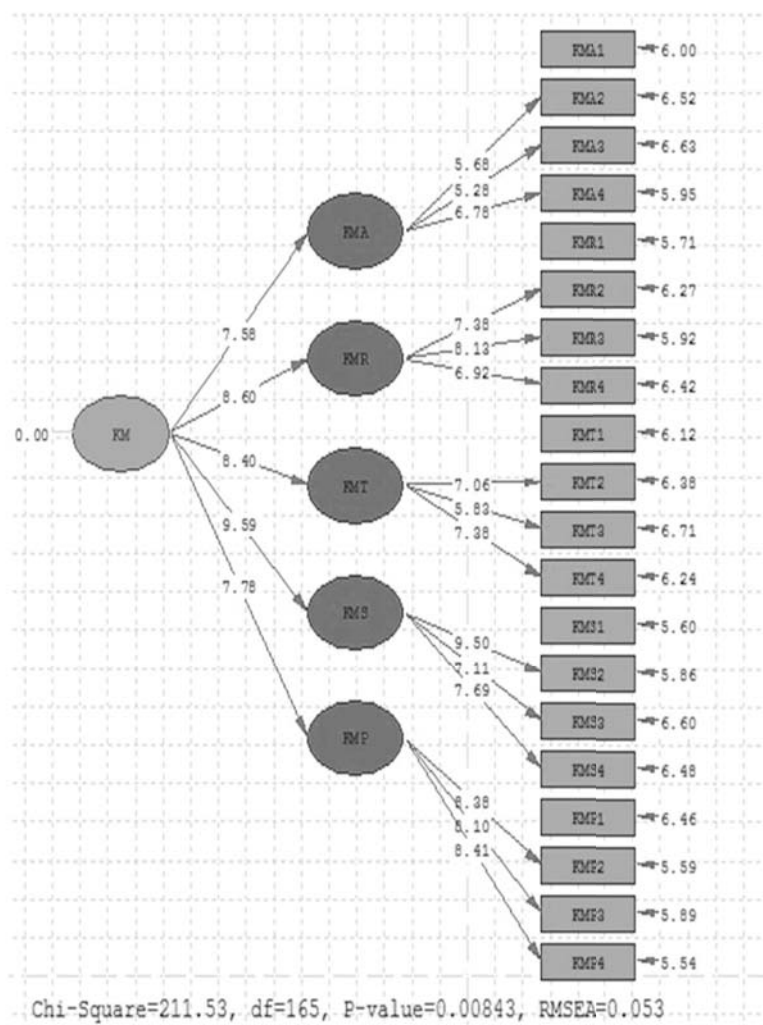 KMA1 6.00
KMA2 6.52
KMA3 6.63
5.68
5.28
6.78
KMA4 5.95
KMA
KMR1 5.71
KMR2 6.27
7.38
8.13
6.92
KMR3 5.92
7.58
KMR
KMR4 6.42
8.60
0.00 KM
KMT1 6.12
8.40
KMT
7.06
5.83
7.38
KMT2 6.38
KMT3 6.71
9.59
KMT4 6.24
7.78
KMS
KMS1 5.60
9.50
7.11
7.69
KMS2 5.86
KMS3 6.60
KMP
KMS4 6.48
8.38
8.10
8.41
KMP1 6.46
KMP2 5.59
KMP3 5.89
KMP4 5.54
Chi-Square=211.53, df=165, P-value=0.00843, RMSEA=0.053